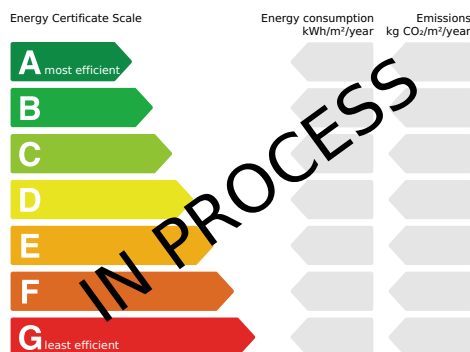 Energy Certificate Scale
Energy consumption
kWh/m²/year
Emissions
kg CO₂/m²/year
A most efficient
B
C
D
E
F
G least efficient
IN PROCESS